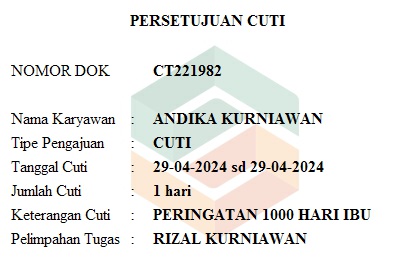 PERSETUJUAN CUTI
NOMOR DOK CT221982
Nama Karyawan : ANDIKA KURNIAWAN
Tipe Pengajuan : CUTI
Tanggal Cuti : 29-04-2024 sd 29-04-2024
Jumlah Cuti : 1 hari
Keterangan Cuti : PERINGATAN 1000 HARI IBU
Pelimpahan Tugas : RIZAL KURNIAWAN